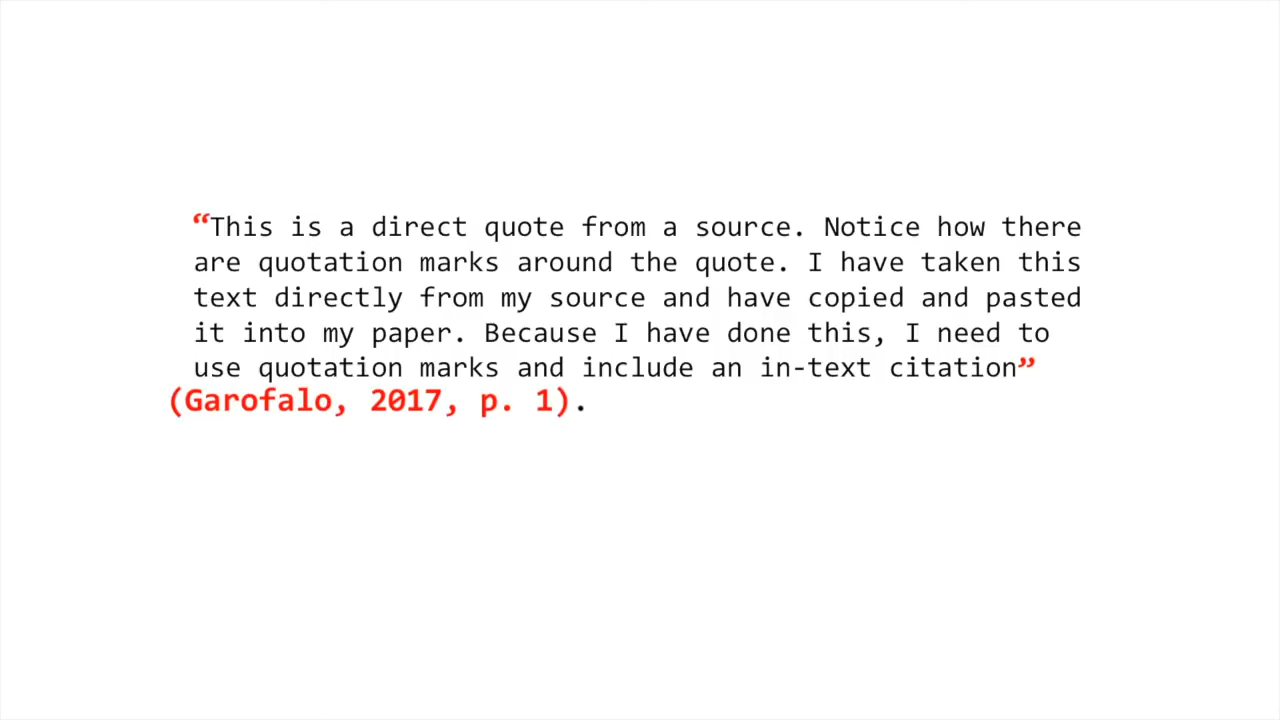 “This is a direct quote from a source. Notice how there
are quotation marks around the quote. I have taken this
text directly from my source and have copied and pasted
it into my paper. Because I have done this, I need to
use quotation marks and include an in-text citation”
(Garofalo, 2017, p. 1).